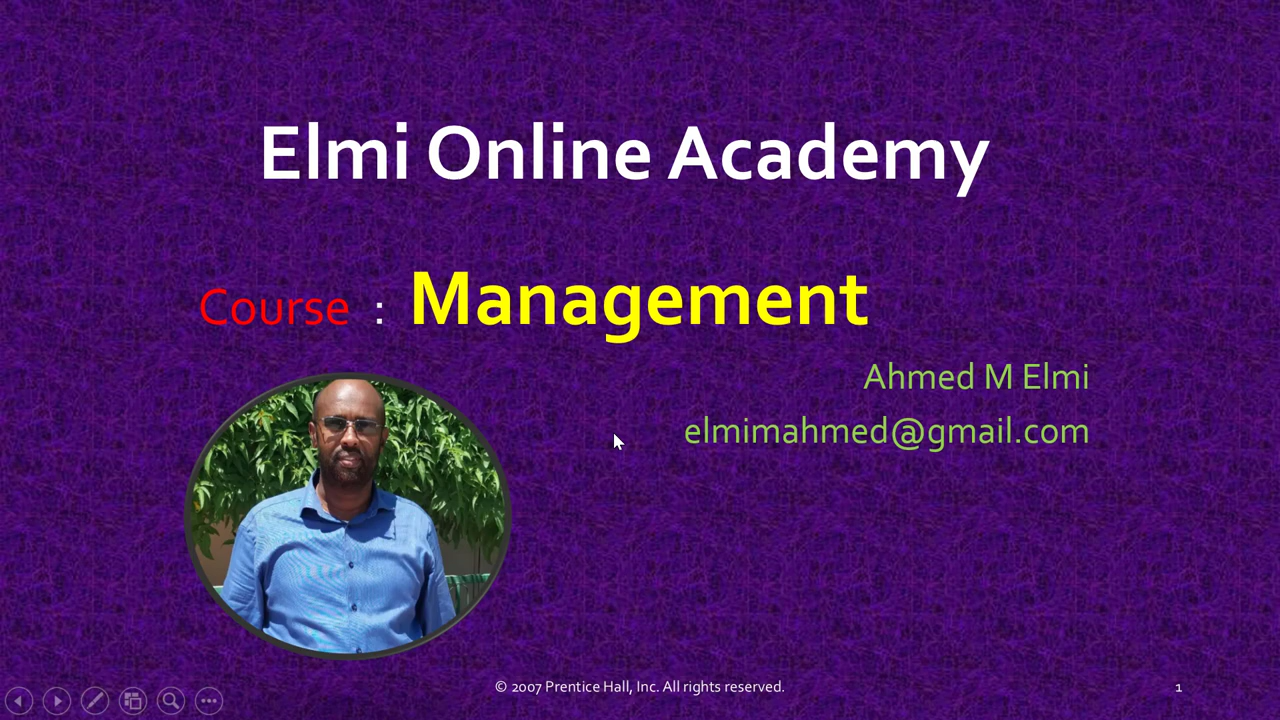 Elmi Online Academy
Course : Management
Ahmed M Elmi
elmimahmed@gmail.com
© 2007 Prentice Hall, Inc. All rights reserved.
1